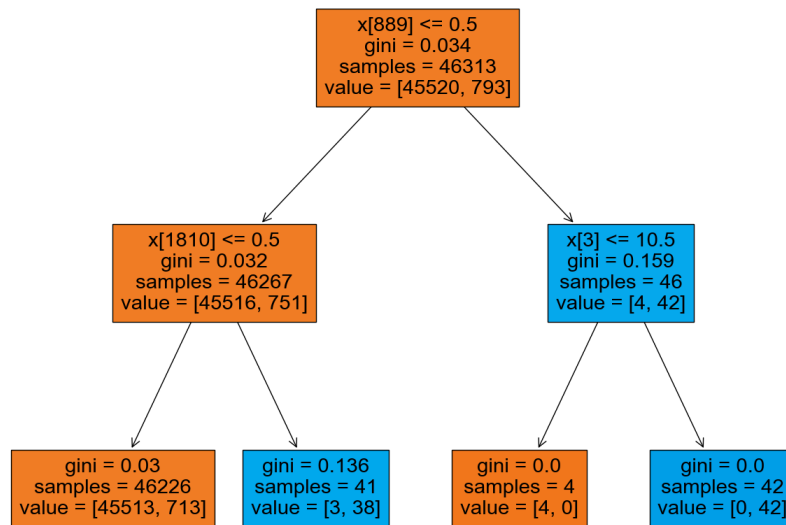 x[889] <= 0.5
gini = 0.034
samples = 46313
value = [45520, 793]
x[1810] <= 0.5
gini = 0.032
samples = 46267
value = [45516, 751]
x[3] <= 10.5
gini = 0.159
samples = 46
value = [4, 42]
gini = 0.03
samples = 46226
value = [45513, 713]
gini = 0.136
samples = 41
value = [3, 38]
gini = 0.0
samples = 4
value = [4, 0]
gini = 0.0
samples = 42
value = [0, 42]